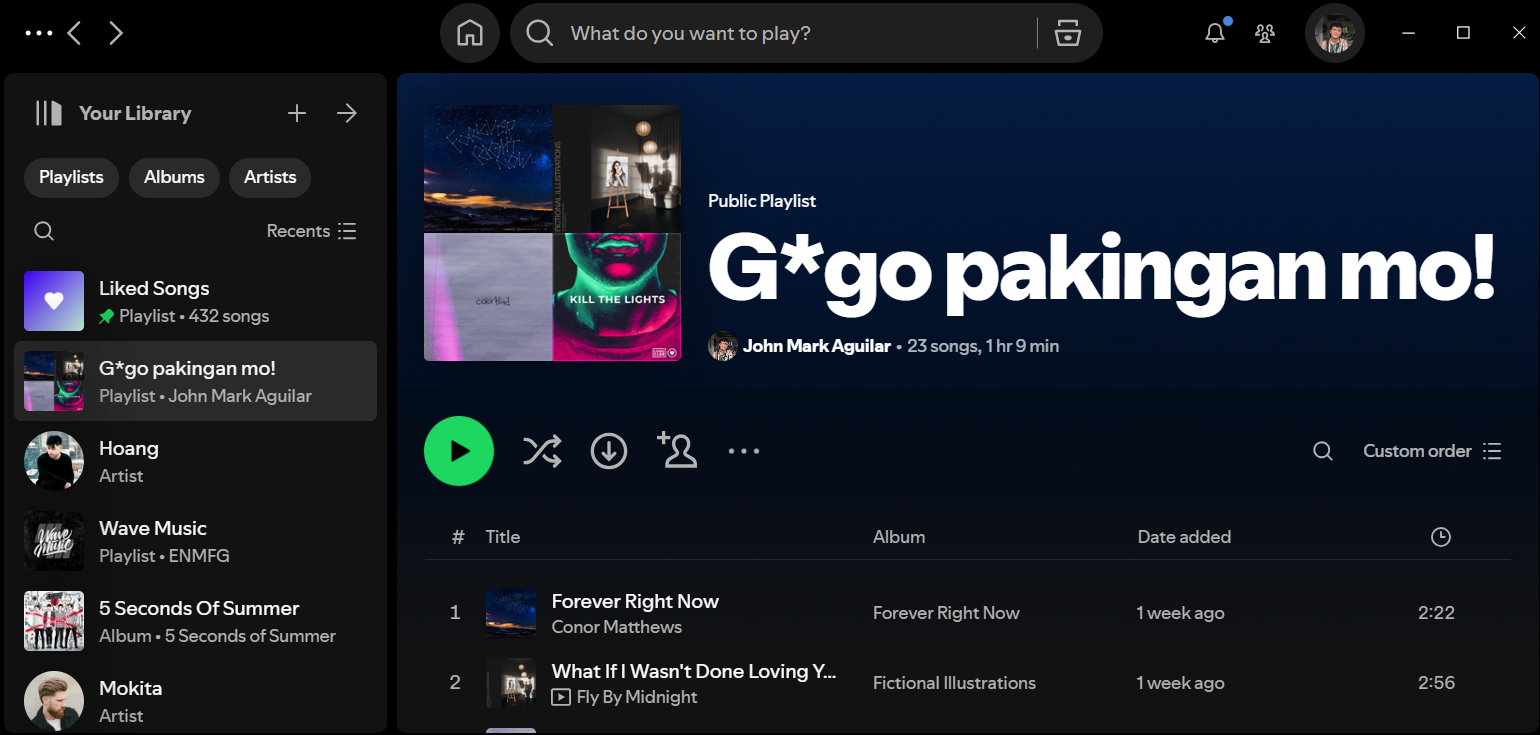 What do you want to play?
Your Library
Playlists
Albums
Artists
Recents
Liked Songs
Playlist • 432 songs
G*go pakingan mo!
Playlist • John Mark Aguilar
Hoang
Artist
Wave Music
Playlist • ENMFG
5 Seconds Of Summer
Album • 5 Seconds of Summer
Mokita
Artist
FICTIONAL ILLUSTRATIONS
colorblind
KILL THE LIGHTS
Public Playlist
G*go pakingan mo!
John Mark Aguilar • 23 songs, 1 hr 9 min
Custom order
# Title Album Date added
1 Forever Right Now Forever Right Now 1 week ago 2:22
Conor Matthews
2 What If I Wasn't Done Loving Y... Fictional Illustrations 1 week ago 2:56
Fly By Midnight